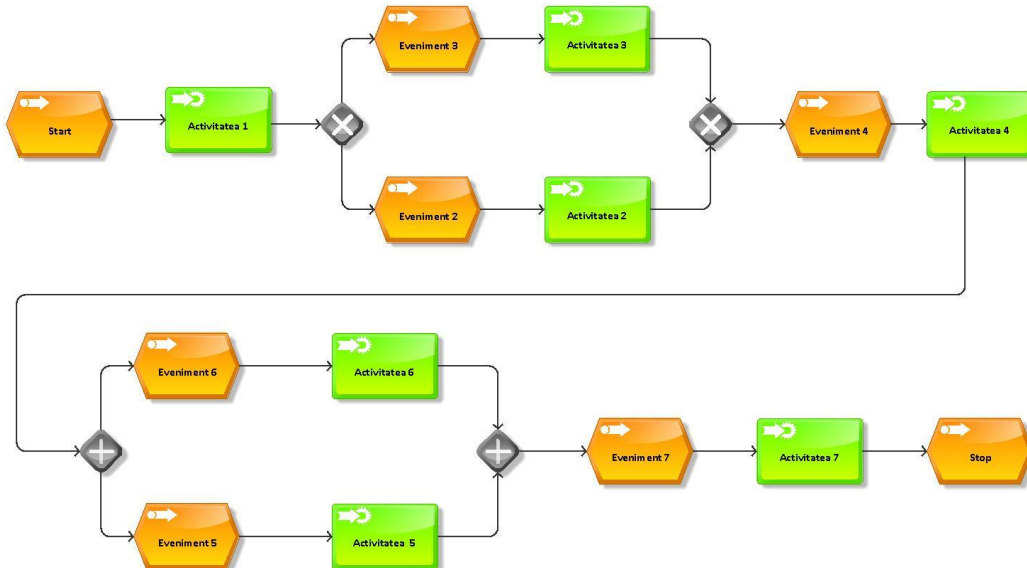 Eveniment 3
Activitatea 3
Start
Activitatea 1
Eveniment 4
Activitatea 4
Eveniment 2
Activitatea 2
Eveniment 6
Activitatea 6
Eveniment 7
Activitatea 7
Stop
Eveniment 5
Activitatea 5